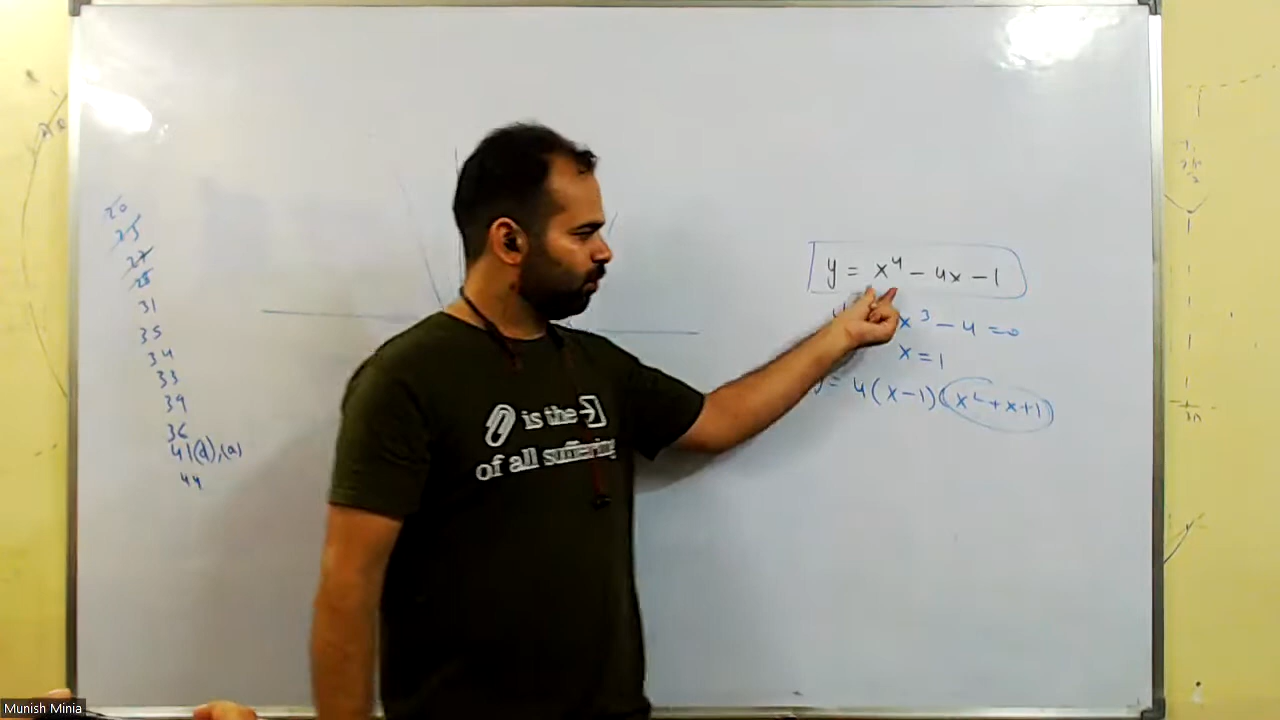 20
25
27
28
31
35
34
33
39
36
41(d),(a)
44
y = x⁴ - 4x - 1
x³ - 4 = 0
x = 1
y = 4(x-1)(x²+x+1)
is the
of all suffering
Munish Minia